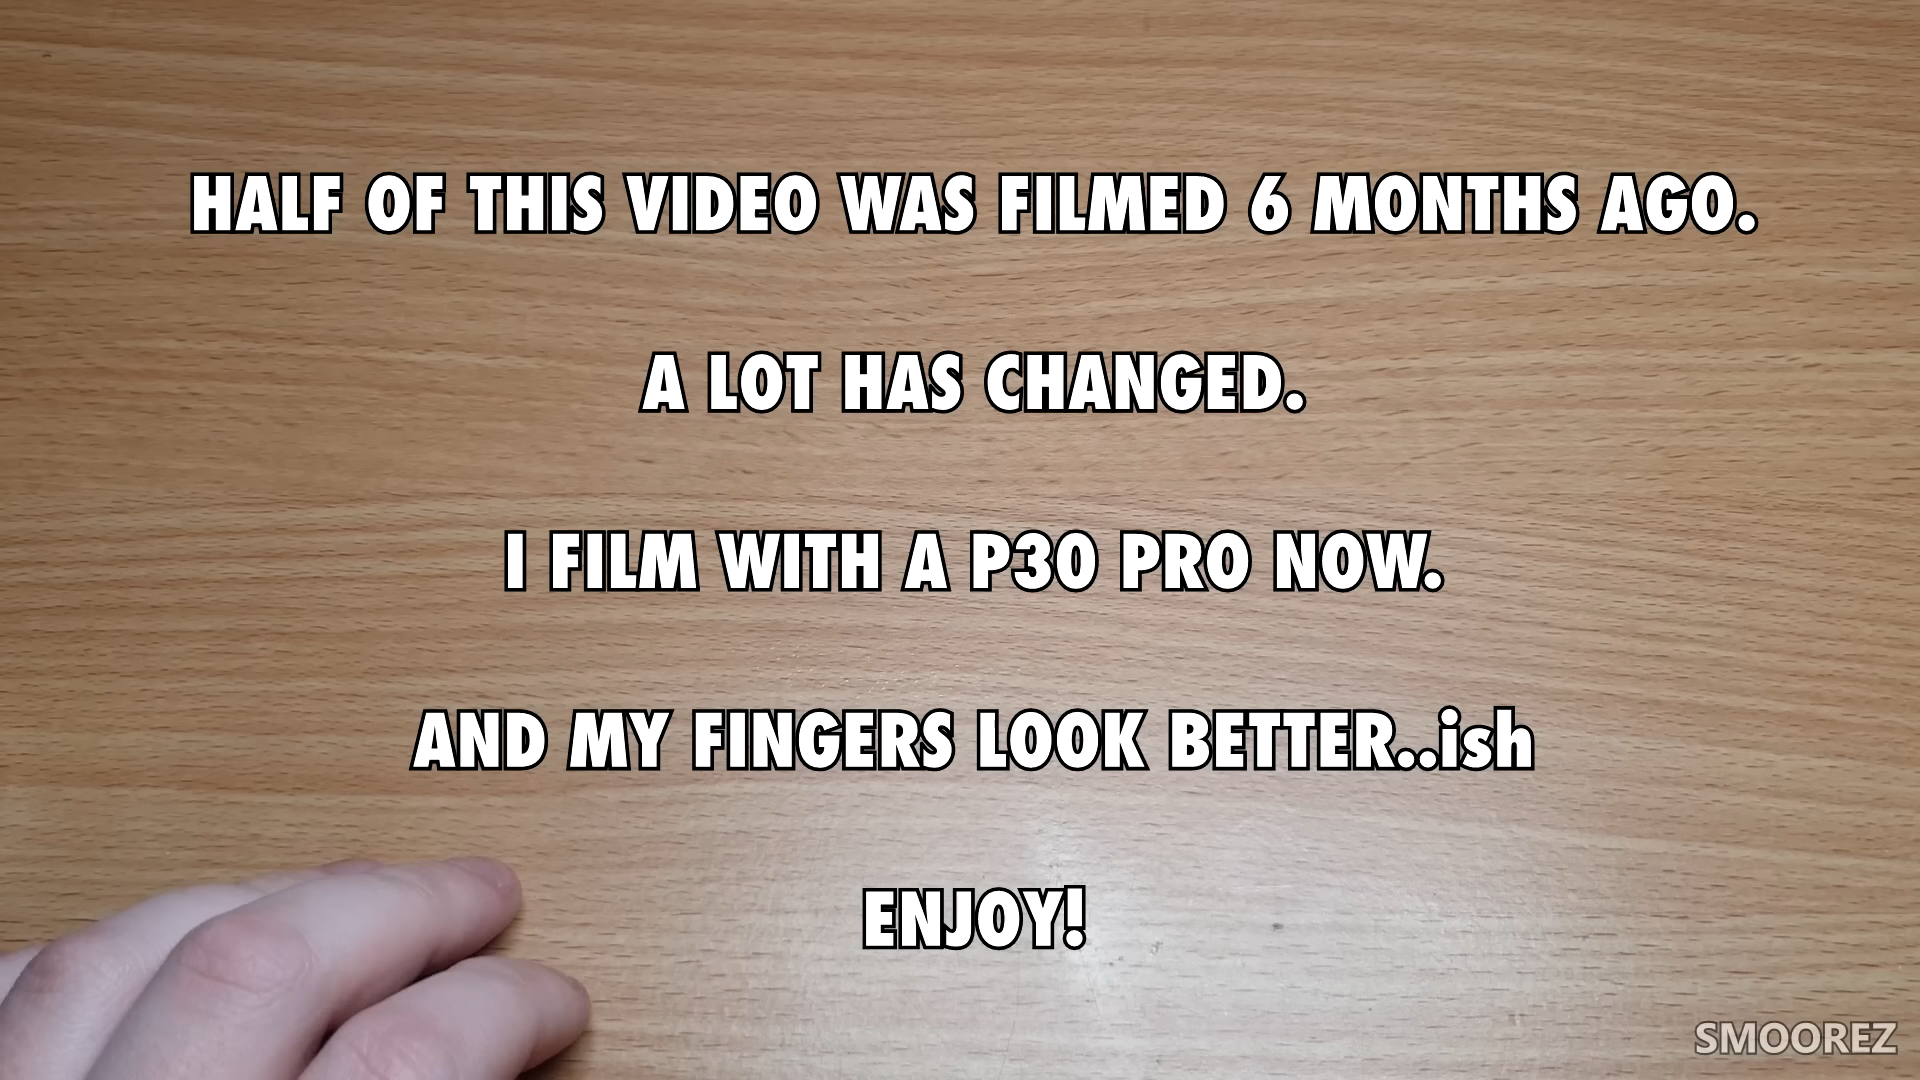 HALF OF THIS VIDEO WAS FILMED 6 MONTHS AGO.
A LOT HAS CHANGED.
I FILM WITH A P30 PRO NOW.
AND MY FINGERS LOOK BETTER..ish
ENJOY!
SMOOREZ